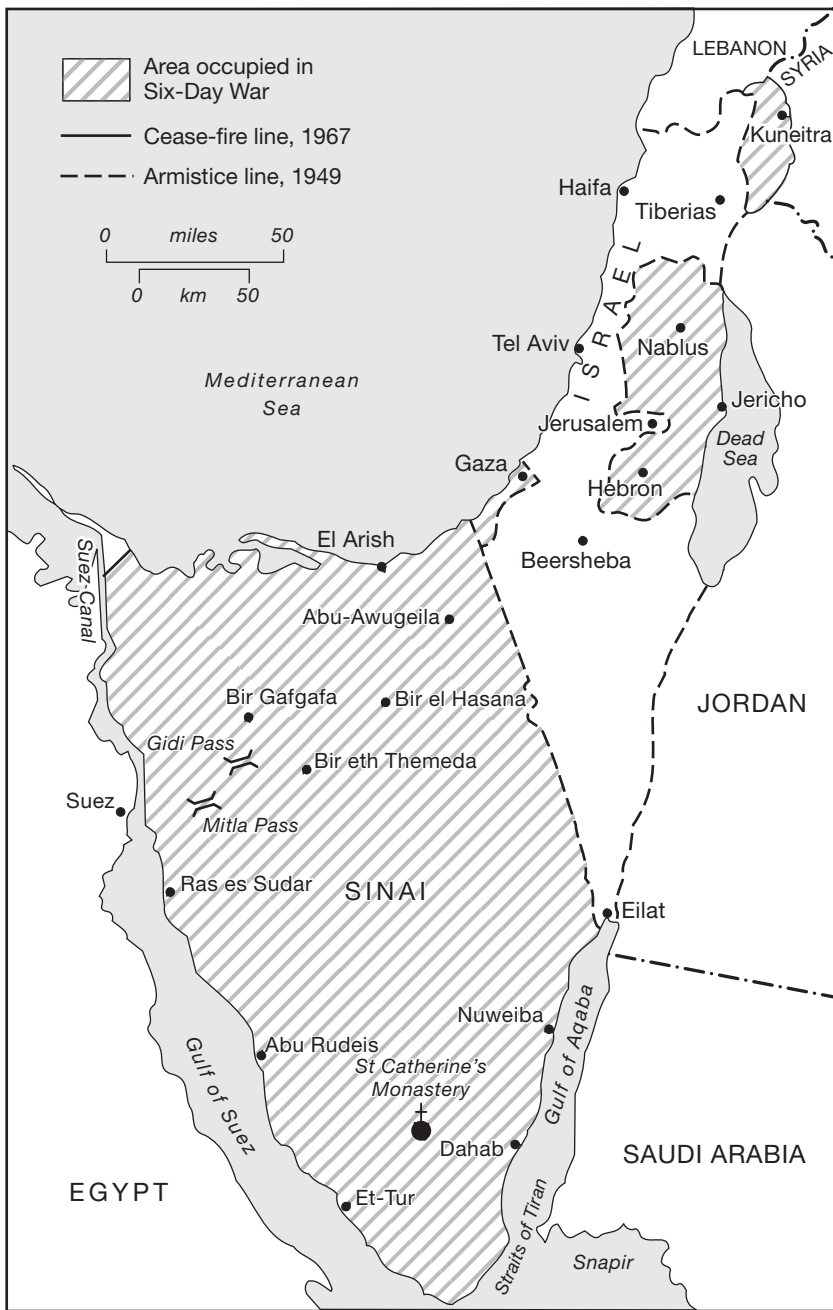 Area occupied in
Six-Day War
Cease-fire line, 1967
Armistice line, 1949
0 miles 50
0 km 50
LEBANON
SYRIA
Kuneitra
Haifa
Tiberias
ISRAEL
Tel Aviv
Nablus
Mediterranean
Sea
Jericho
Jerusalem
Dead
Sea
Gaza
Hebron
El Arish
Beersheba
Suez-Canal
Abu-Awugeila
Bir Gafgafa
Bir el Hasana
JORDAN
Gidi Pass
Bir eth Themeda
Suez
Mitla Pass
Ras es Sudar
SINAI
Eilat
Nuweiba
Gulf of Aqaba
Abu Rudeis
Gulf of Suez
St Catherine's
Monastery
Dahab
SAUDI ARABIA
EGYPT
Et-Tur
Straits of Tiran
Snapir